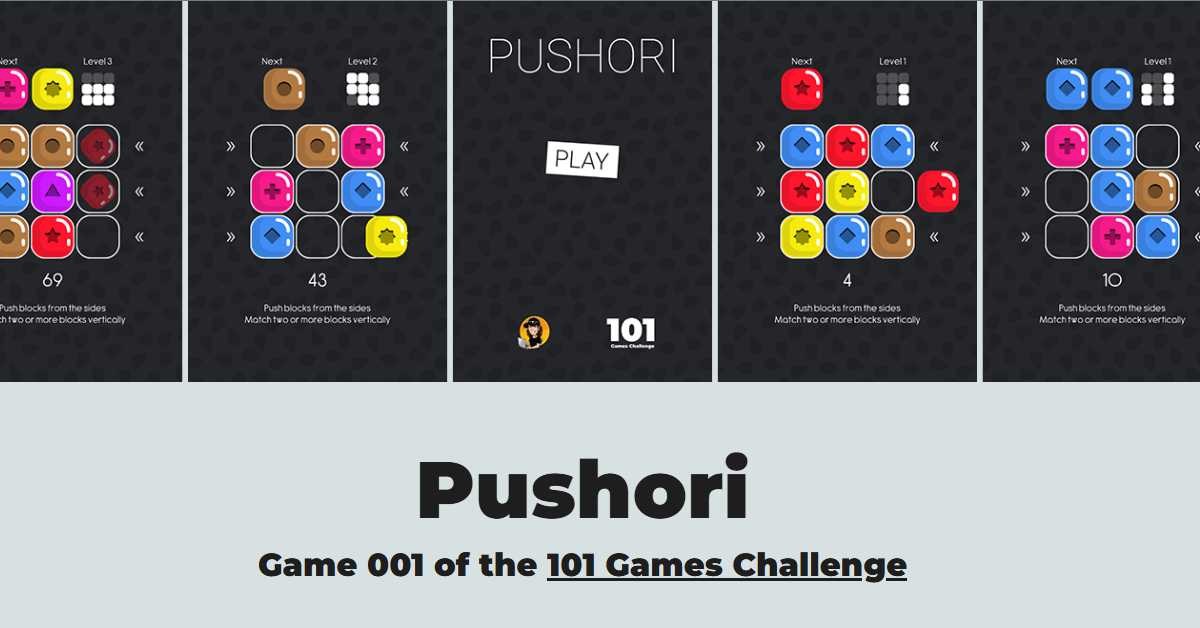 Next
Level 3
69
Push blocks from the sides
ch two or more blocks vertically
Next
Level 2
43
Push blocks from the sides
Match two or more blocks vertically
PUSHORI
PLAY
101
Games Challenge
Next
Level 1
4
Push blocks from the sides
Match two or more blocks vertically
Next
Level 1
10
Push blocks from the sides
Match two or more blocks vertically
Pushori
Game 001 of the 101 Games Challenge